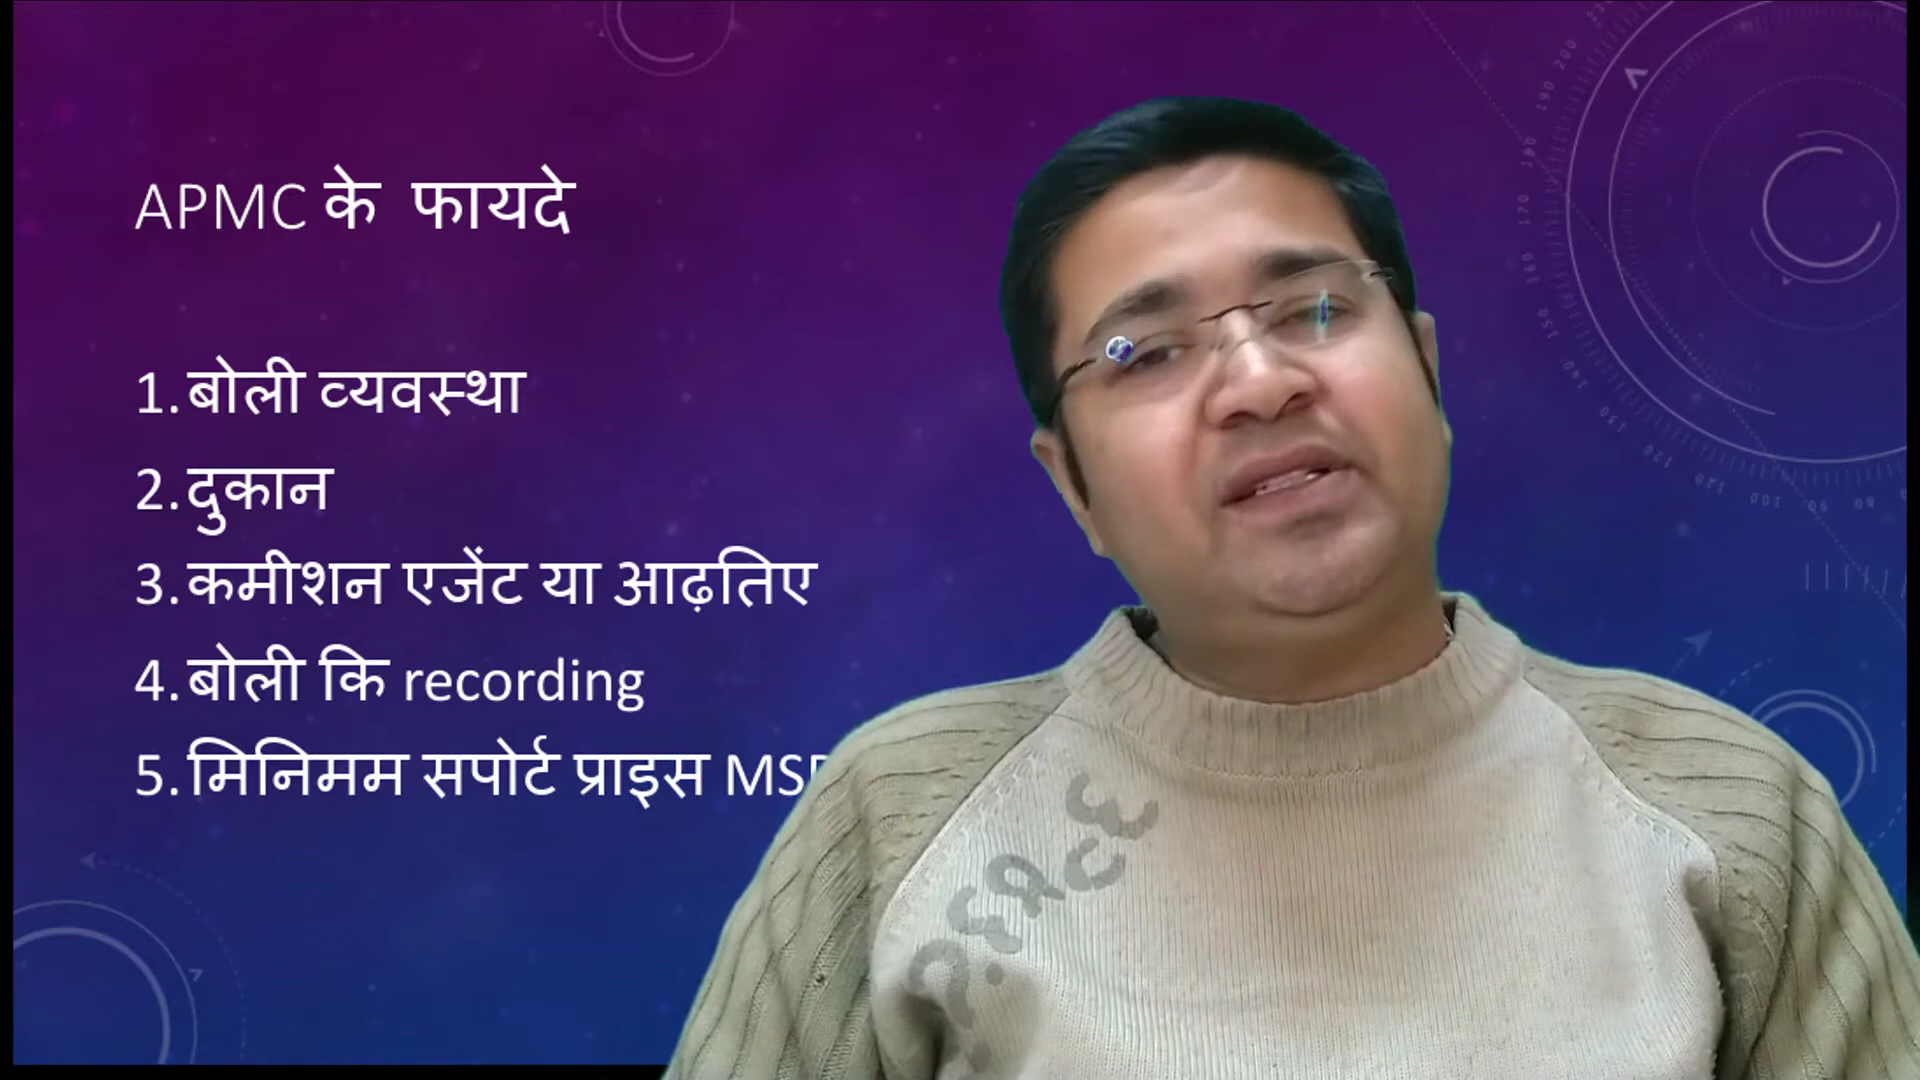 APMC के फायदे
1. बोली व्यवस्था
2. दुकान
3. कमीशन एजेंट या आढ़तिए
4. बोली कि recording
5. मिनिमम सपोर्ट प्राइस